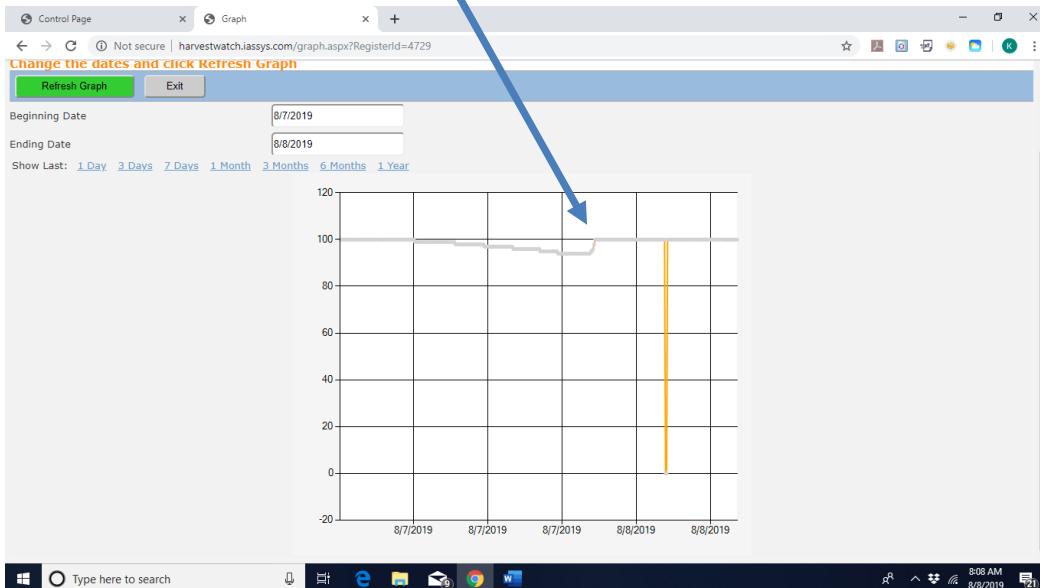 Control Page
Graph
Not secure | harvestwatch.iassys.com/graph.aspx?RegisterId=4729
K
Change the dates and click Refresh Graph
Refresh Graph Exit
Beginning Date 8/7/2019
Ending Date 8/8/2019
Show Last: 1 Day 3 Days 7 Days 1 Month 3 Months 6 Months 1 Year
120
100
80
60
40
20
0
-20
8/7/2019 8/7/2019 8/7/2019 8/8/2019 8/8/2019
Type here to search
8:08 AM
8/8/2019